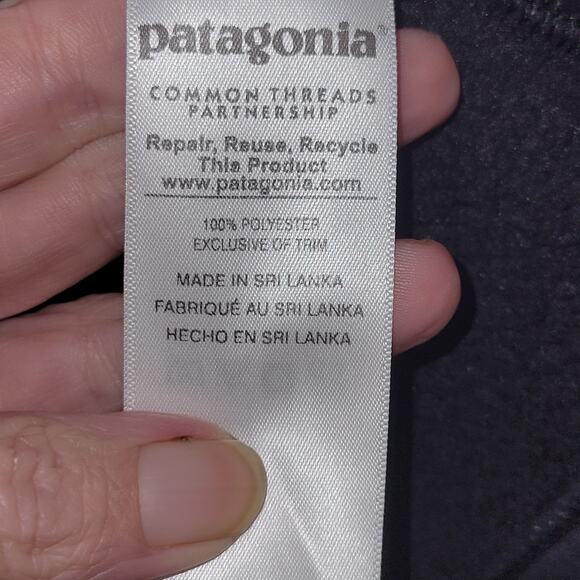 patagonia®
COMMON THREADS
PARTNERSHIP
Repair, Reuse, Recycle
This Product
www.patagonia.com
100% POLYESTER
EXCLUSIVE OF TRIM
MADE IN SRI LANKA
FABRIQUÉ AU SRI LANKA
HECHO EN SRI LANKA